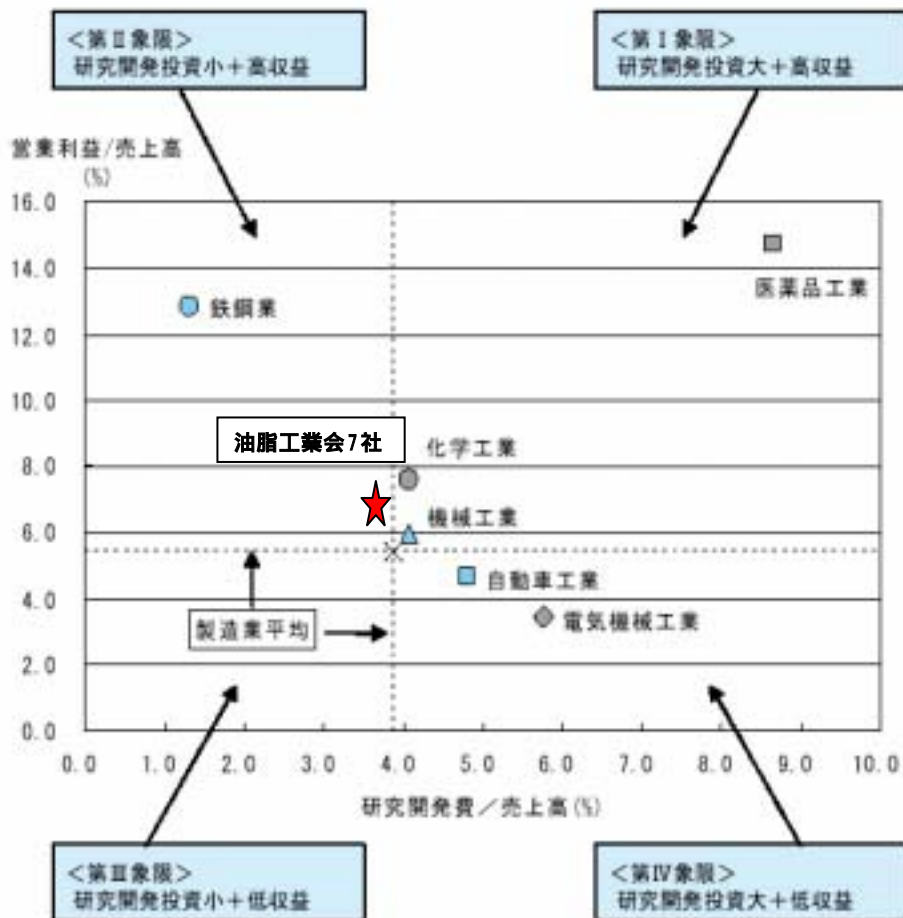 <第Ⅱ象限>
研究開発投資小+高収益
<第Ⅰ象限>
研究開発投資大+高収益
営業利益/売上高
(%)
16.0
14.0
12.0
10.0
8.0
6.0
4.0
2.0
0.0
医薬品工業
鉄鋼業
油脂工業会7社
化学工業
機械工業
自動車工業
電気機械工業
製造業平均
0.0 1.0 2.0 3.0 4.0 5.0 6.0 7.0 8.0 9.0 10.0
研究開発費/売上高(%)
<第Ⅲ象限>
研究開発投資小+低収益
<第Ⅳ象限>
研究開発投資大+低収益